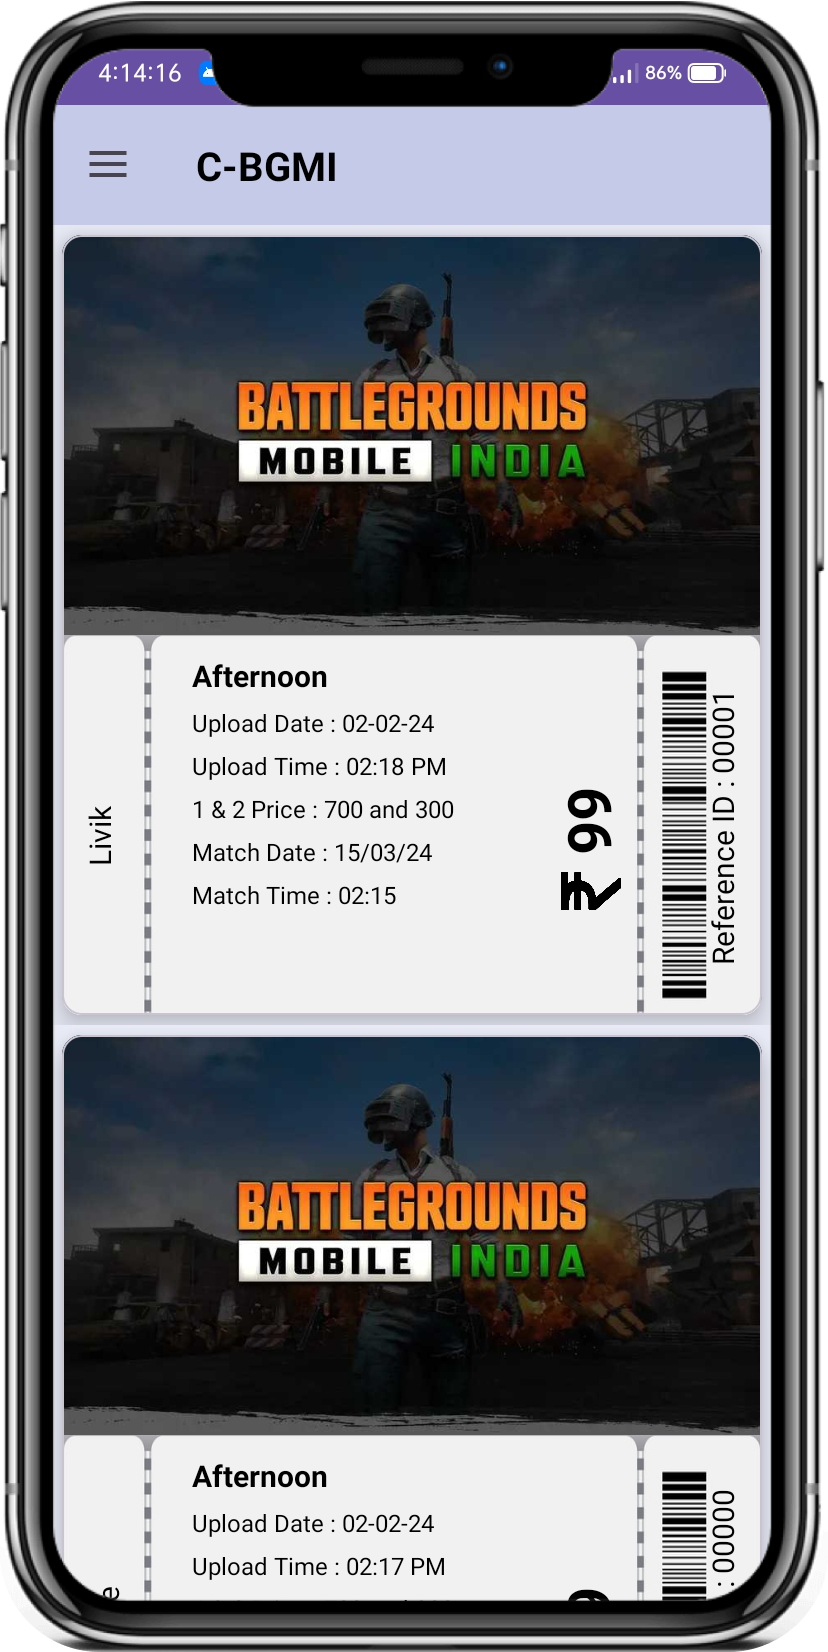 4:14:16 86%
C-BGMI
BATTLEGROUNDS
MOBILE INDIA
Livik
Afternoon
Upload Date : 02-02-24
Upload Time : 02:18 PM
1 & 2 Price : 700 and 300
Match Date : 15/03/24
Match Time : 02:15
₹ 99
Reference ID : 00001
BATTLEGROUNDS
MOBILE INDIA
Afternoon
Upload Date : 02-02-24
Upload Time : 02:17 PM
: 00000